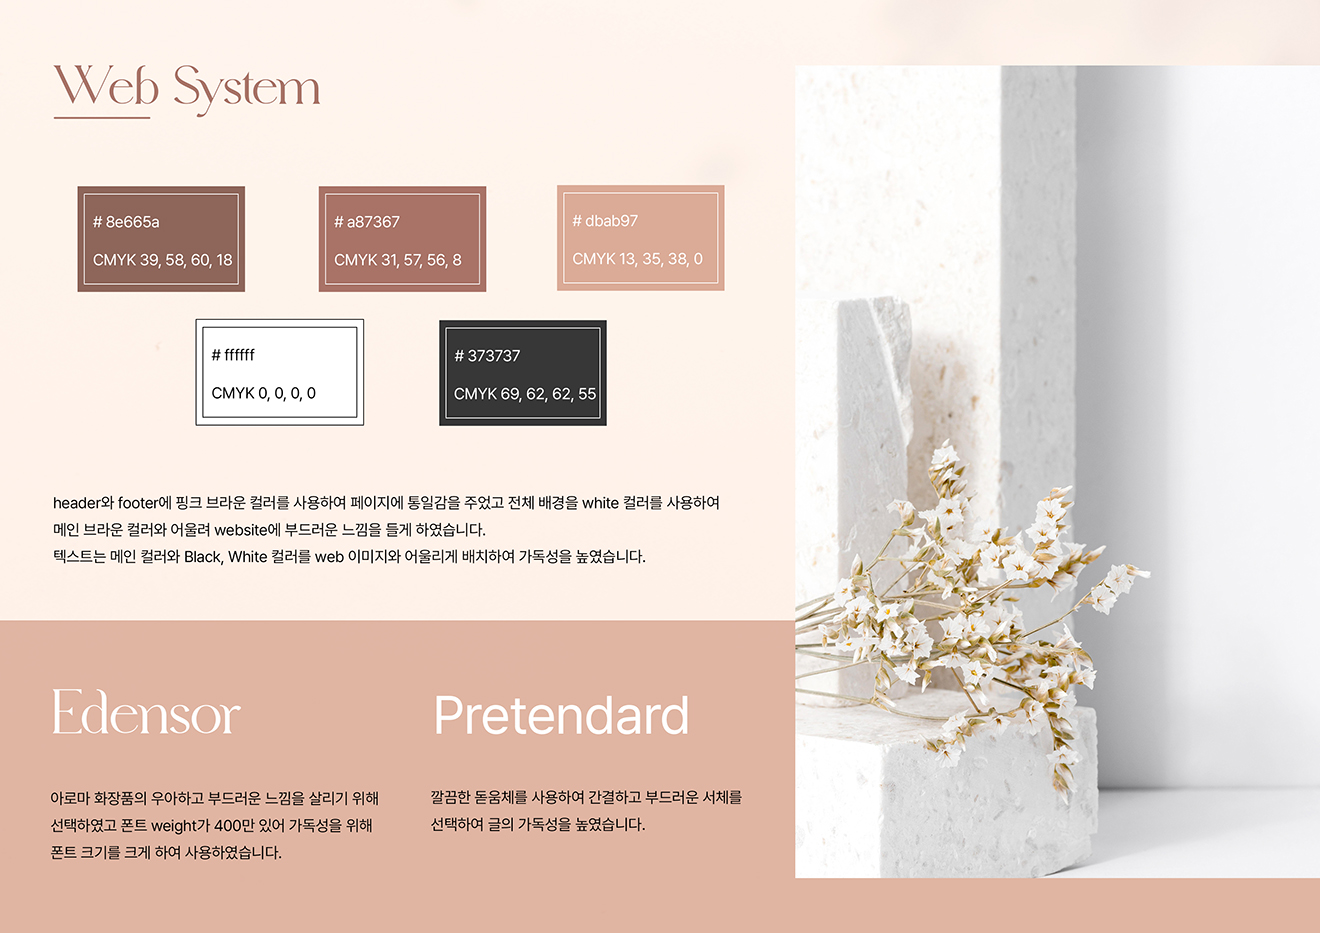 Web System
# 8e665a
CMYK 39, 58, 60, 18
# a87367
CMYK 31, 57, 56, 8
# dbab97
CMYK 13, 35, 38, 0
# ffffff
CMYK 0, 0, 0, 0
# 373737
CMYK 69, 62, 62, 55
header와 footer에 핑크 브라운 컬러를 사용하여 페이지에 통일감을 주었고 전체 배경을 white 컬러를 사용하여
메인 브라운 컬러와 어울려 website에 부드러운 느낌을 들게 하였습니다.
텍스트는 메인 컬러와 Black, White 컬러를 web 이미지와 어울리게 배치하여 가독성을 높였습니다.
Edensor
아로마 화장품의 우아하고 부드러운 느낌을 살리기 위해
선택하였고 폰트 weight가 400만 있어 가독성을 위해
폰트 크기를 크게 하여 사용하였습니다.
Pretendard
깔끔한 돋움체를 사용하여 간결하고 부드러운 서체를
선택하여 글의 가독성을 높였습니다.